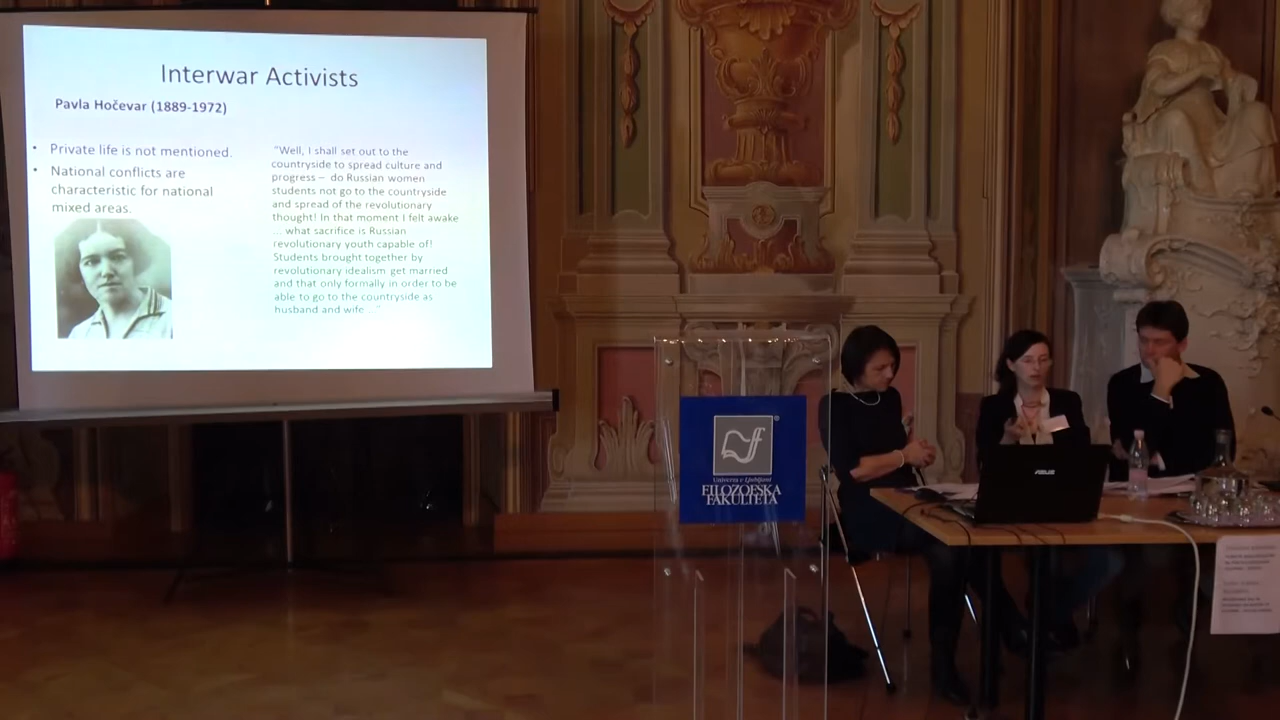 Interwar Activists
Pavla Hočevar (1889-1972)
• Private life is not mentioned.
• National conflicts are
characteristic for national
mixed areas.
"Well, I shall set out to the
countryside to spread culture and
progress – do Russian women
students not go to the countryside
and spread of the revolutionary
thought! In that moment I felt awake
... what sacrifice is Russian
revolutionary youth capable of!
Students brought together by
revolutionary idealism get married
and that only formally in order to be
able to go to the countryside as
husband and wife ..."
Univerza v Ljubljani
FILOZOFSKA
FAKULTETA
ASUS